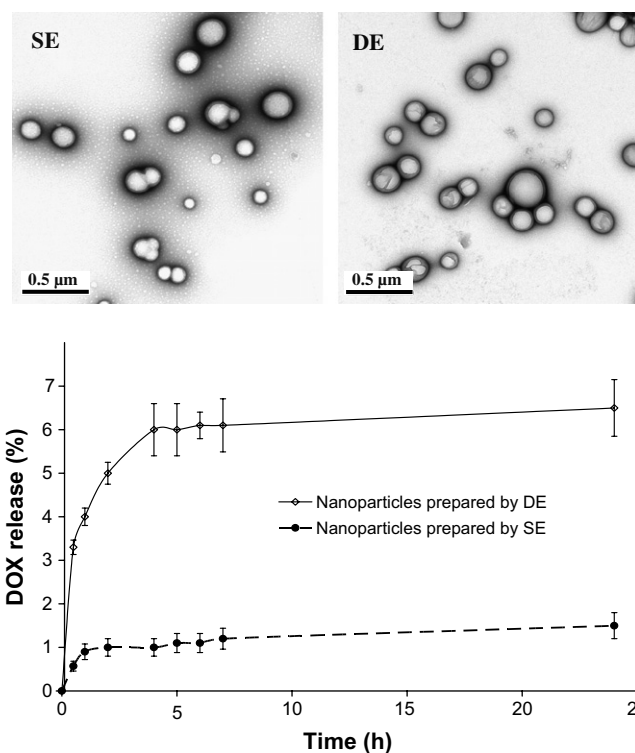 SE
DE
0.5 µm
0.5 µm
7
6
5
4
3
2
1
0
DOX release (%)
Nanoparticles prepared by DE
Nanoparticles prepared by SE
0
5
10
15
20
Time (h)